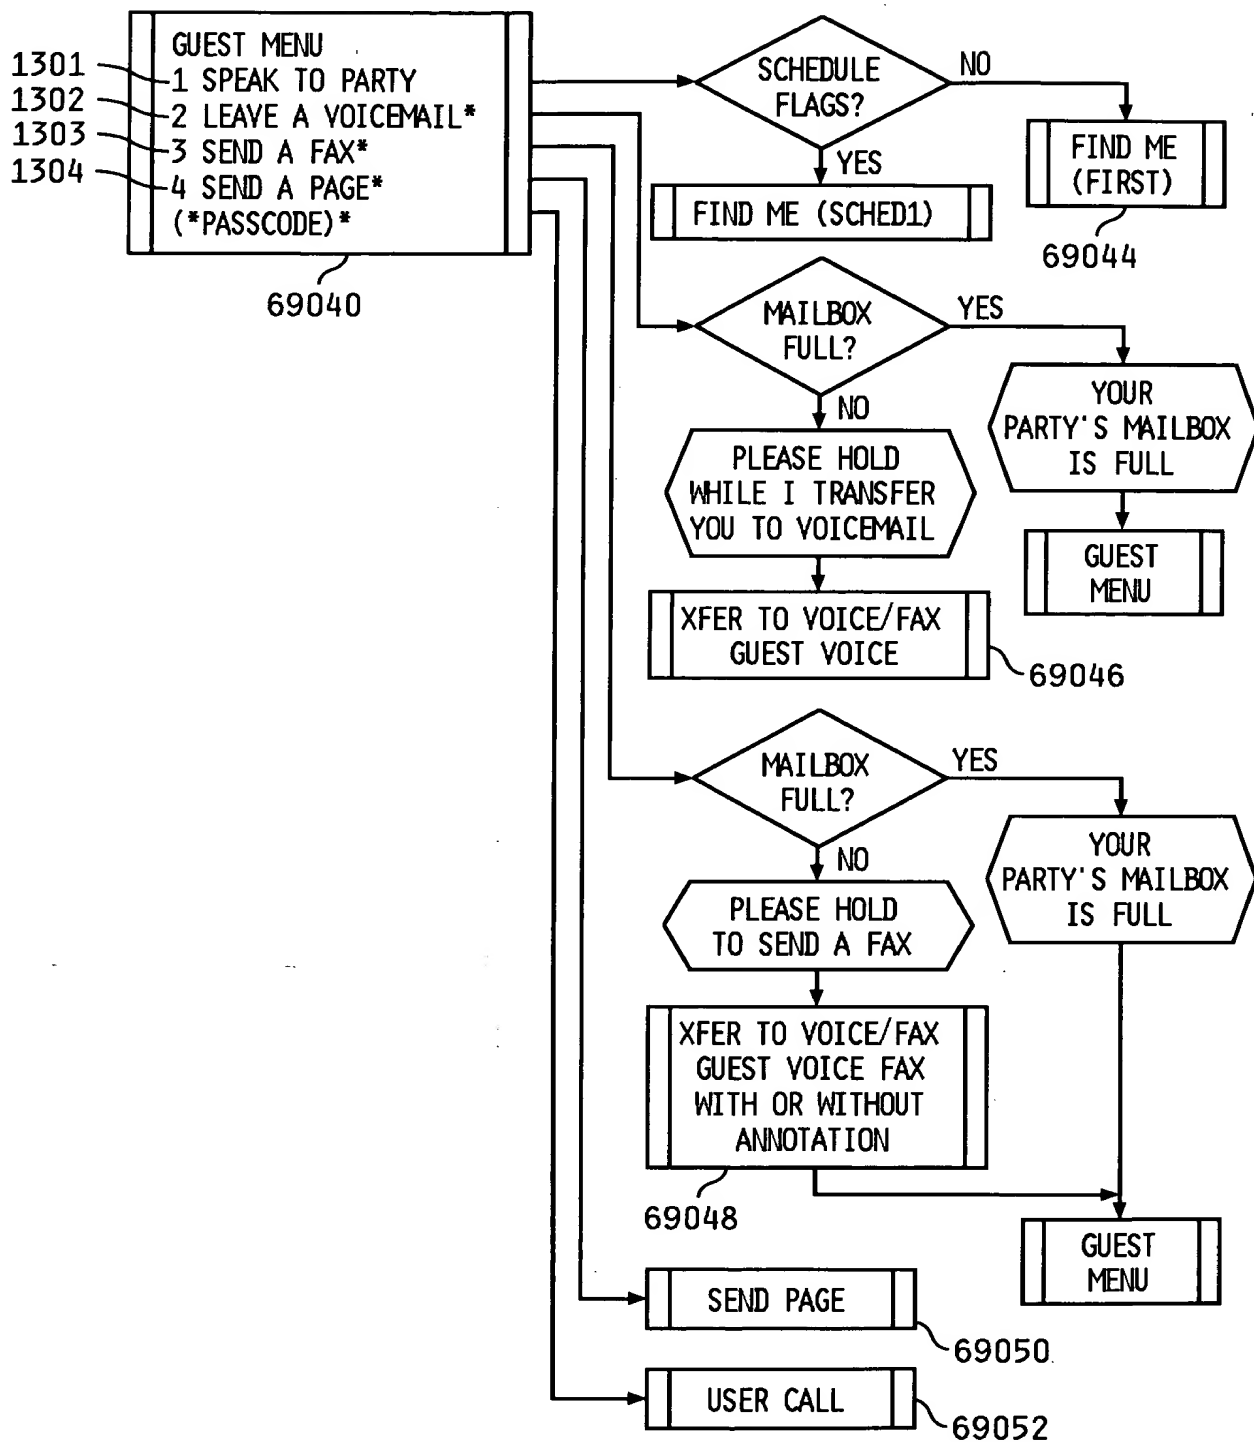 GUEST MENU
1301
1 SPEAK TO PARTY
1302
2 LEAVE A VOICEMAIL*
1303
3 SEND A FAX*
1304
4 SEND A PAGE*
(*PASSCODE)*
69040
SCHEDULE
FLAGS?
NO
YES
FIND ME
(FIRST)
69044
FIND ME (SCHED1)
MAILBOX
FULL?
YES
NO
YOUR
PARTY'S MAILBOX
IS FULL
GUEST
MENU
PLEASE HOLD
WHILE I TRANSFER
YOU TO VOICEMAIL
XFER TO VOICE/FAX
GUEST VOICE
69046
MAILBOX
FULL?
YES
NO
YOUR
PARTY'S MAILBOX
IS FULL
PLEASE HOLD
TO SEND A FAX
XFER TO VOICE/FAX
GUEST VOICE FAX
WITH OR WITHOUT
ANNOTATION
69048
GUEST
MENU
SEND PAGE
69050
USER CALL
69052